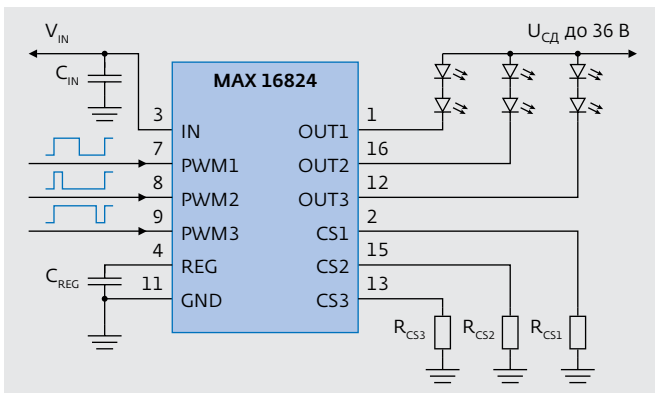 V_IN
U_СД до 36 В
C_IN
MAX 16824
3
IN
OUT1
1
7
PWM1
OUT2
16
8
PWM2
OUT3
12
9
PWM3
CS1
2
4
REG
CS2
15
C_REG
11
GND
CS3
13
R_CS3
R_CS2
R_CS1